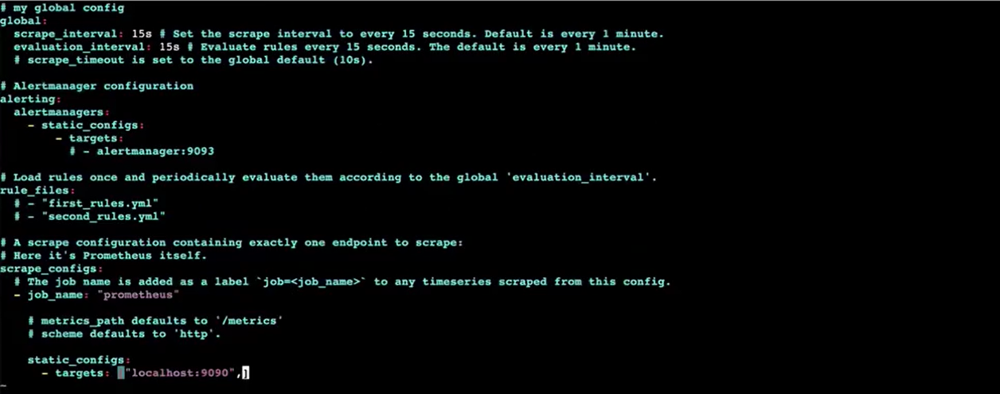 # my global config
global:
  scrape_interval: 15s # Set the scrape interval to every 15 seconds. Default is every 1 minute.
  evaluation_interval: 15s # Evaluate rules every 15 seconds. The default is every 1 minute.
  # scrape_timeout is set to the global default (10s).

# Alertmanager configuration
alerting:
  alertmanagers:
    - static_configs:
        - targets:
          # - alertmanager:9093

# Load rules once and periodically evaluate them according to the global 'evaluation_interval'.
rule_files:
  # - "first_rules.yml"
  # - "second_rules.yml"

# A scrape configuration containing exactly one endpoint to scrape:
# Here it's Prometheus itself.
scrape_configs:
  # The job name is added as a label `job=<job_name>` to any timeseries scraped from this config.
  - job_name: "prometheus"

    # metrics_path defaults to '/metrics'
    # scheme defaults to 'http'.

    static_configs:
      - targets: ["localhost:9090",]
~